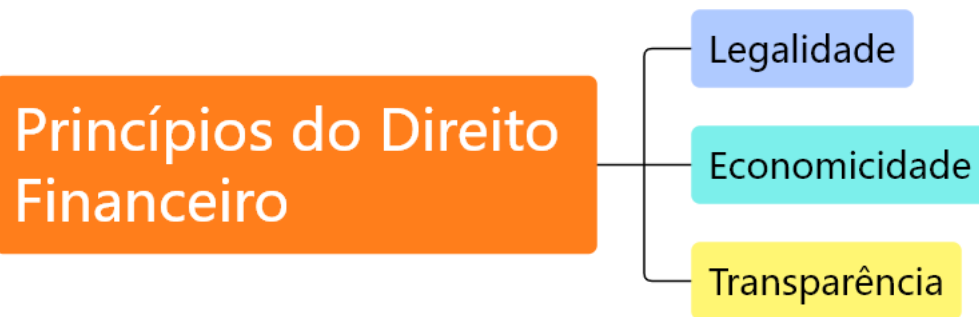 Princípios do Direito
Financeiro
Legalidade
Economicidade
Transparência